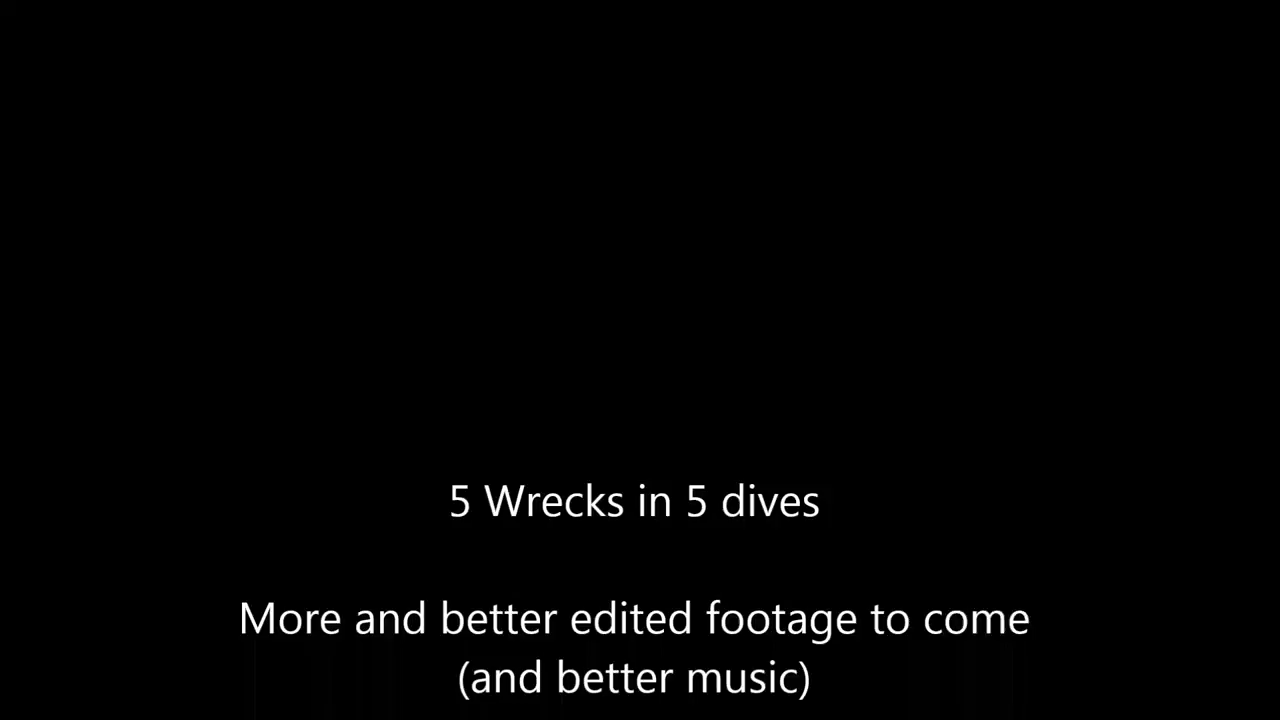 5 Wrecks in 5 dives
More and better edited footage to come
(and better music)